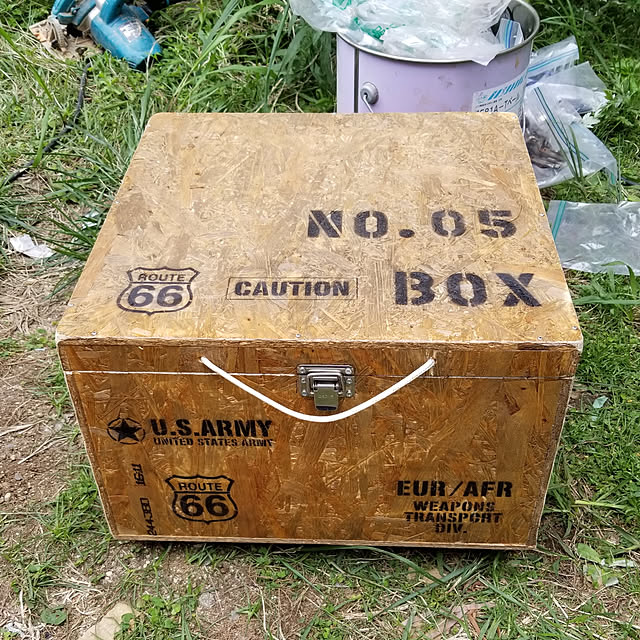 NO. 05
ROUTE
66
CAUTION
BOX
U.S.ARMY
UNITED STATES ARMY
ROUTE
66
EUR/AFR
WEAPONS
TRANSPORT
DIV.